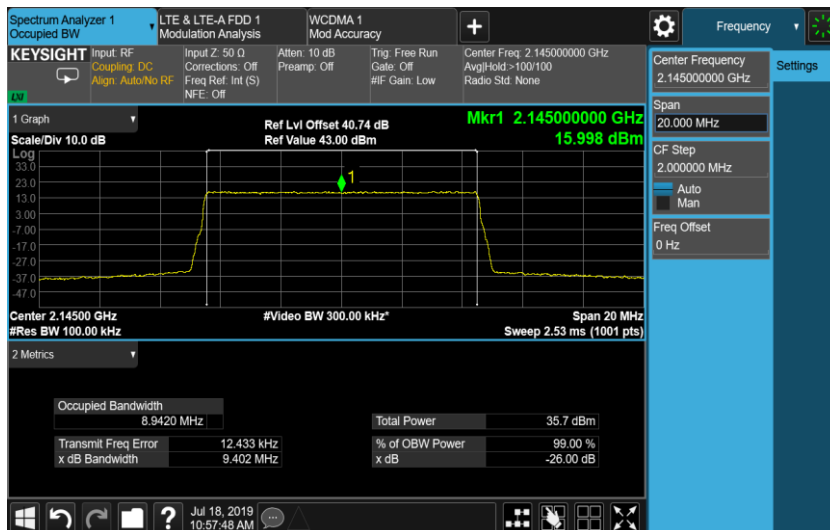 Spectrum Analyzer 1
Occupied BW
LTE & LTE-A FDD 1
Modulation Analysis
WCDMA 1
Mod Accuracy
+
Frequency
KEYSIGHT
Input: RF
Coupling: DC
Align: Auto/No RF
Input Z: 50 Ω
Corrections: Off
Freq Ref: Int (S)
NFE: Off
Atten: 10 dB
Preamp: Off
Trig: Free Run
Gate: Off
#IF Gain: Low
Center Freq: 2.145000000 GHz
Avg|Hold:>100/100
Radio Std: None
LXI
Center Frequency
2.145000000 GHz
Settings
Span
20.000 MHz
CF Step
2.000000 MHz
Auto
Man
Freq Offset
0 Hz
1 Graph
Scale/Div 10.0 dB
Ref Lvl Offset 40.74 dB
Ref Value 43.00 dBm
Mkr1 2.145000000 GHz
15.998 dBm
Log
33.0
23.0
13.0
3.00
-7.00
-17.0
-27.0
-37.0
-47.0
1
Center 2.14500 GHz
#Res BW 100.00 kHz
#Video BW 300.00 kHz*
Span 20 MHz
Sweep 2.53 ms (1001 pts)
2 Metrics
Occupied Bandwidth
8.9420 MHz
Total Power 35.7 dBm
Transmit Freq Error 12.433 kHz
% of OBW Power 99.00 %
x dB Bandwidth 9.402 MHz
x dB -26.00 dB
?
Jul 18, 2019
10:57:48 AM